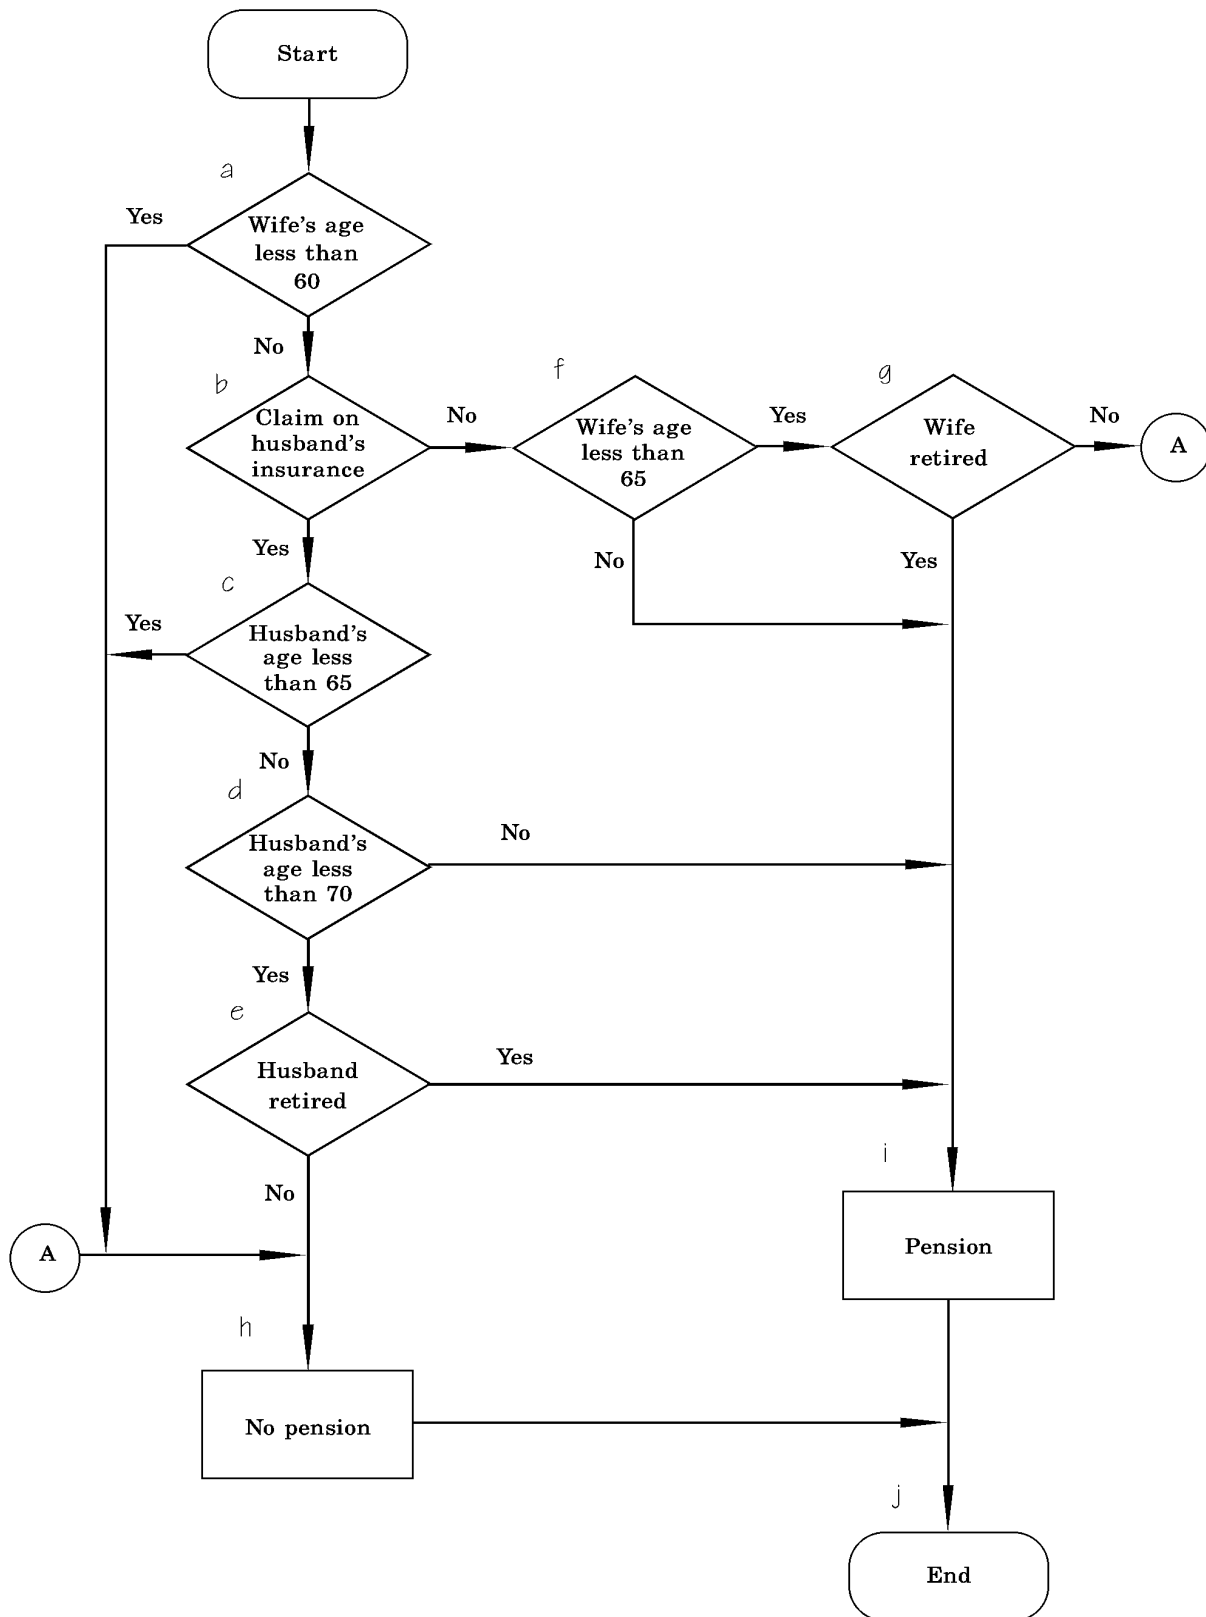 Start
a
Yes
Wife's age
less than
60
No
b
Claim on
husband's
insurance
No
f
Wife's age
less than
65
Yes
g
Wife
retired
No
A
Yes
No
Yes
c
Yes
Husband's
age less
than 65
No
d
Husband's
age less
than 70
No
Yes
e
Husband
retired
Yes
No
A
i
Pension
h
No pension
j
End